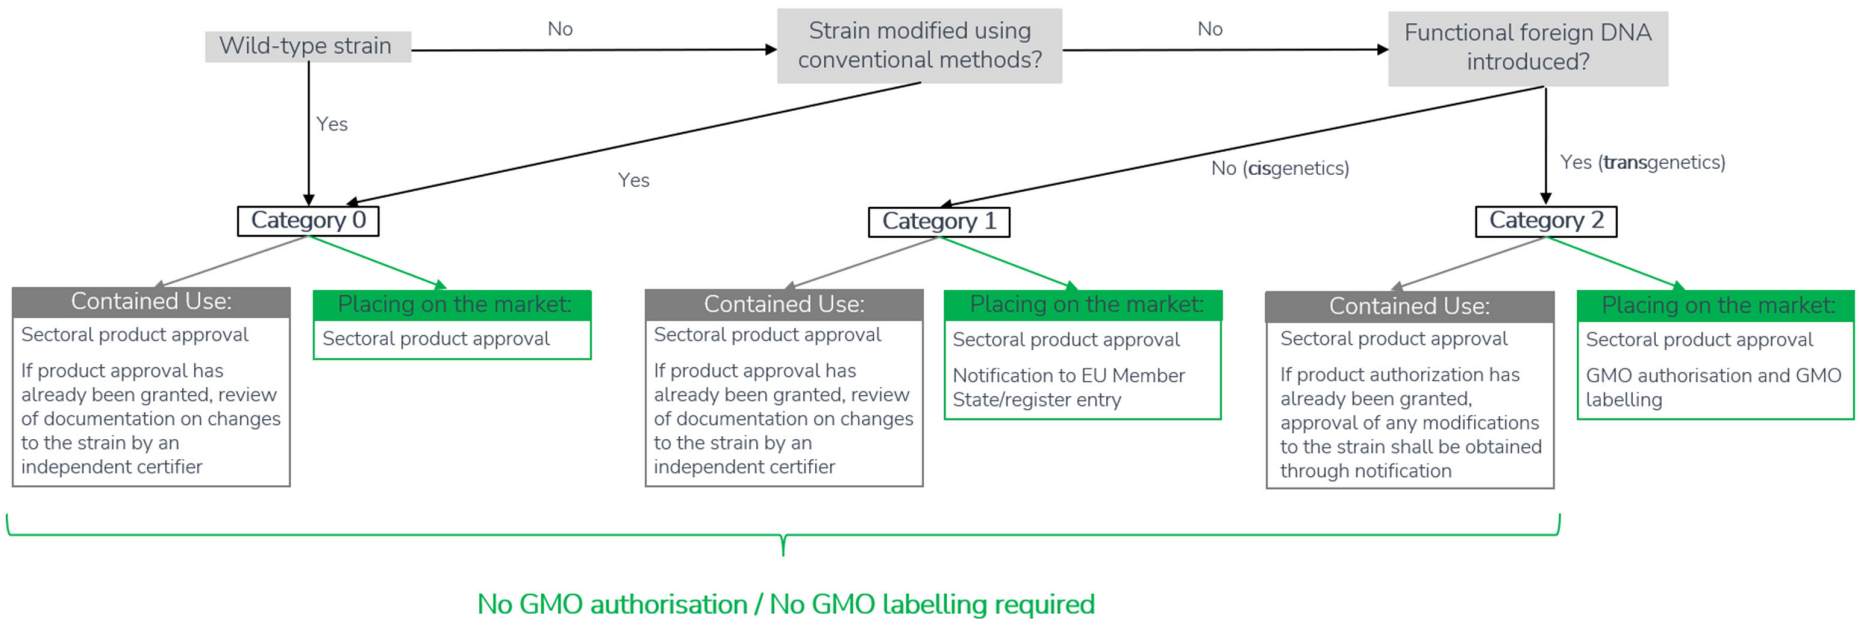 Wild-type strain
No
Strain modified using
conventional methods?
No
Functional foreign DNA
introduced?
Yes
Yes
No (cisgenetics)
Yes (transgenetics)
Category 0
Category 1
Category 2
Contained Use:
Sectoral product approval
If product approval has
already been granted, review
of documentation on changes
to the strain by an
independent certifier
Placing on the market:
Sectoral product approval
Contained Use:
Sectoral product approval
If product approval has
already been granted, review
of documentation on changes
to the strain by an
independent certifier
Placing on the market:
Sectoral product approval
Notification to EU Member
State/register entry
Contained Use:
Sectoral product approval
If product authorization has
already been granted,
approval of any modifications
to the strain shall be obtained
through notification
Placing on the market:
Sectoral product approval
GMO authorisation and GMO
labelling
No GMO authorisation / No GMO labelling required